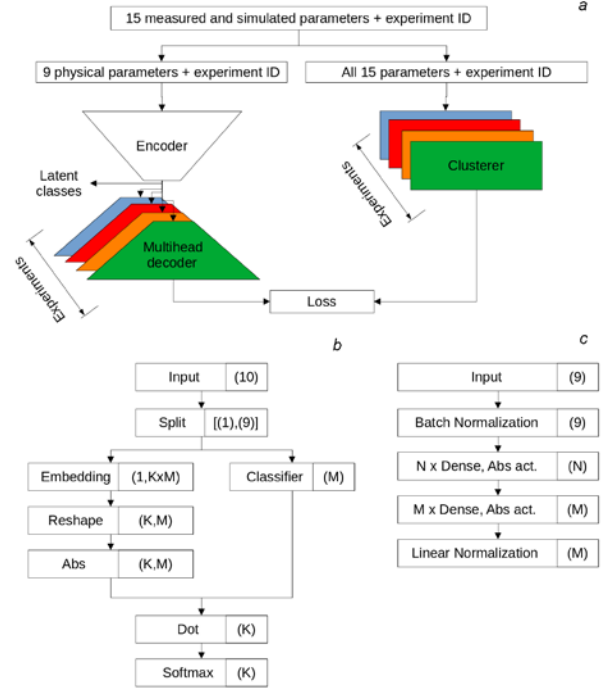 a
15 measured and simulated parameters + experiment ID
9 physical parameters + experiment ID
All 15 parameters + experiment ID
Encoder
Clusterer
Experiments
Latent
classes
Multihead
decoder
Experiments
Loss
b
Input (10)
Split [(1),(9)]
Embedding (1,KxM)
Classifier (M)
Reshape (K,M)
Abs (K,M)
Dot (K)
Softmax (K)
c
Input (9)
Batch Normalization (9)
N x Dense, Abs act. (N)
M x Dense, Abs act. (M)
Linear Normalization (M)